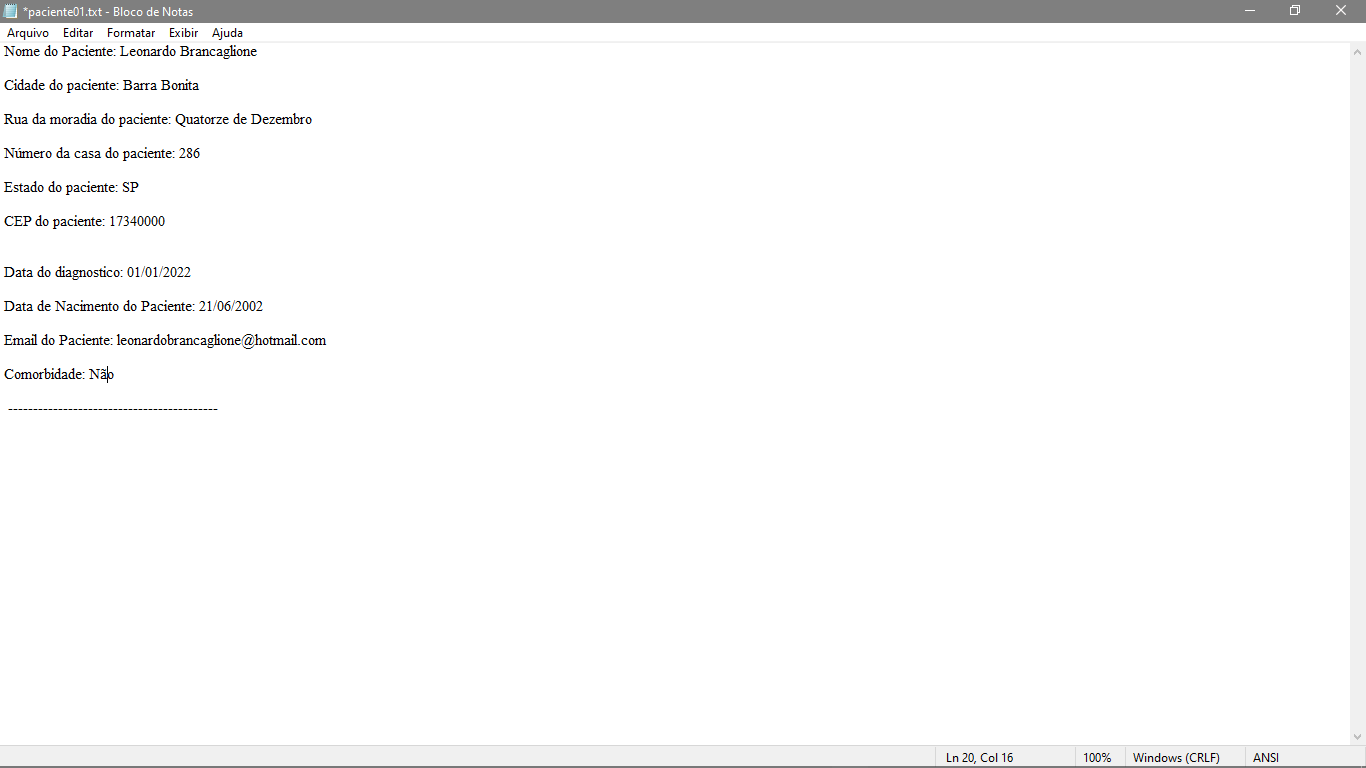 *paciente01.txt - Bloco de Notas
Arquivo Editar Formatar Exibir Ajuda
Nome do Paciente: Leonardo Brancaglione
Cidade do paciente: Barra Bonita
Rua da moradia do paciente: Quatorze de Dezembro
Número da casa do paciente: 286
Estado do paciente: SP
CEP do paciente: 17340000
Data do diagnostico: 01/01/2022
Data de Nacimento do Paciente: 21/06/2002
Email do Paciente: leonardobrancaglione@hotmail.com
Comorbidade: Não
------------------------------------------
Ln 20, Col 16 100% Windows (CRLF) ANSI